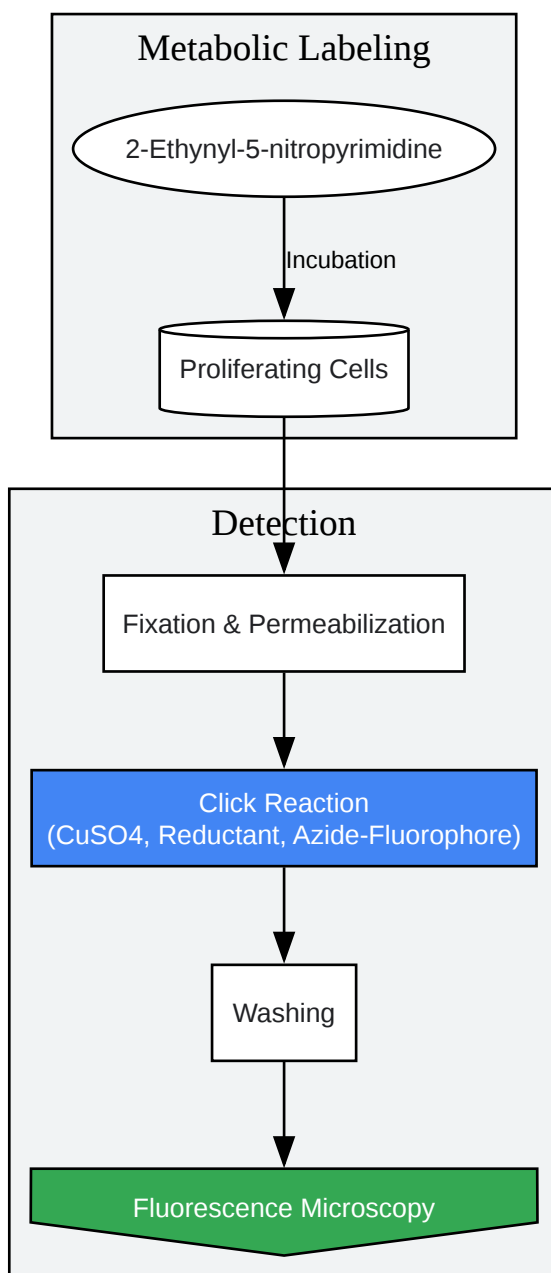 Metabolic Labeling
2-Ethynyl-5-nitropyrimidine
Incubation
Proliferating Cells
Detection
Fixation & Permeabilization
Click Reaction
(CuSO4, Reductant, Azide-Fluorophore)
Washing
Fluorescence Microscopy